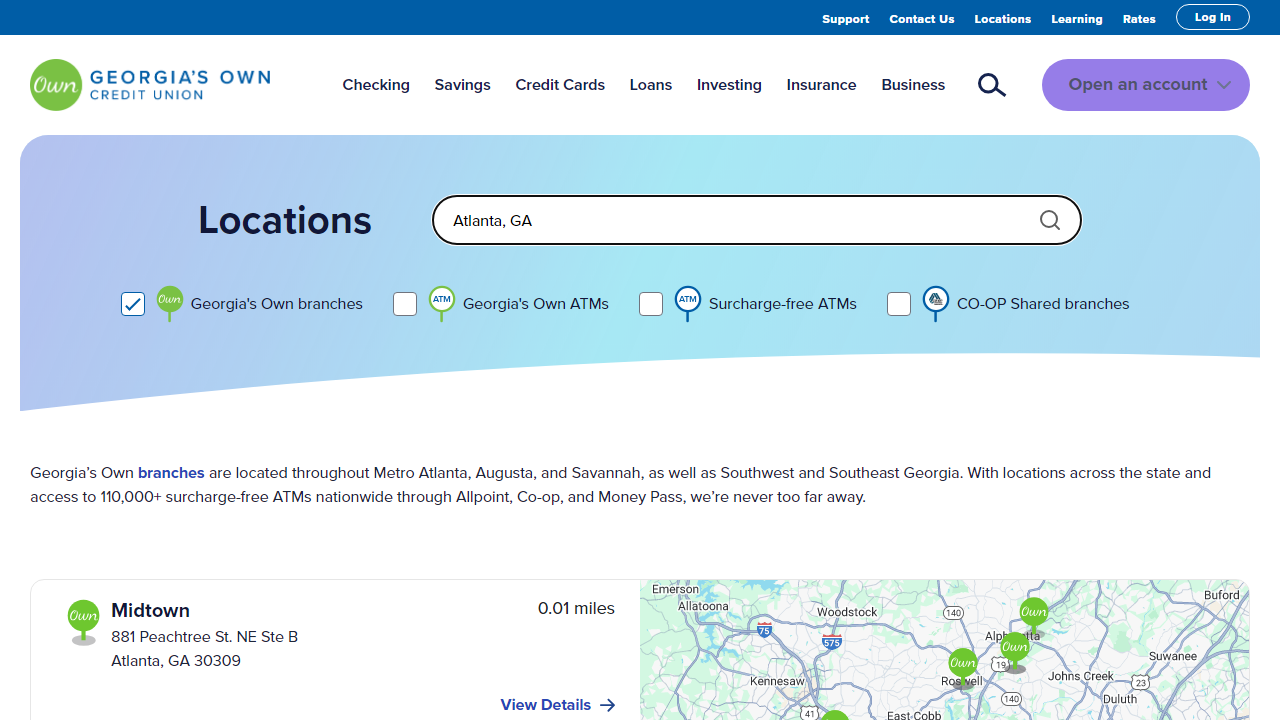 Support Contact Us Locations Learning Rates Log In
Own GEORGIA'S OWN
CREDIT UNION
Checking Savings Credit Cards Loans Investing Insurance Business Open an account
Locations
Atlanta, GA
Own Georgia's Own branches ATM Georgia's Own ATMs ATM Surcharge-free ATMs CO-OP Shared branches
Georgia’s Own branches are located throughout Metro Atlanta, Augusta, and Savannah, as well as Southwest and Southeast Georgia. With locations across the state and
access to 110,000+ surcharge-free ATMs nationwide through Allpoint, Co-op, and Money Pass, we’re never too far away.
Own Midtown 0.01 miles
881 Peachtree St. NE Ste B
Atlanta, GA 30309
View Details
Emerson
Allatoona
Woodstock
140
Buford
Own
75
575
Alpharetta
Own
Own
19
Suwanee
Roswell
Kennesaw
Johns Creek
23
140
Duluth
41
East Cobb